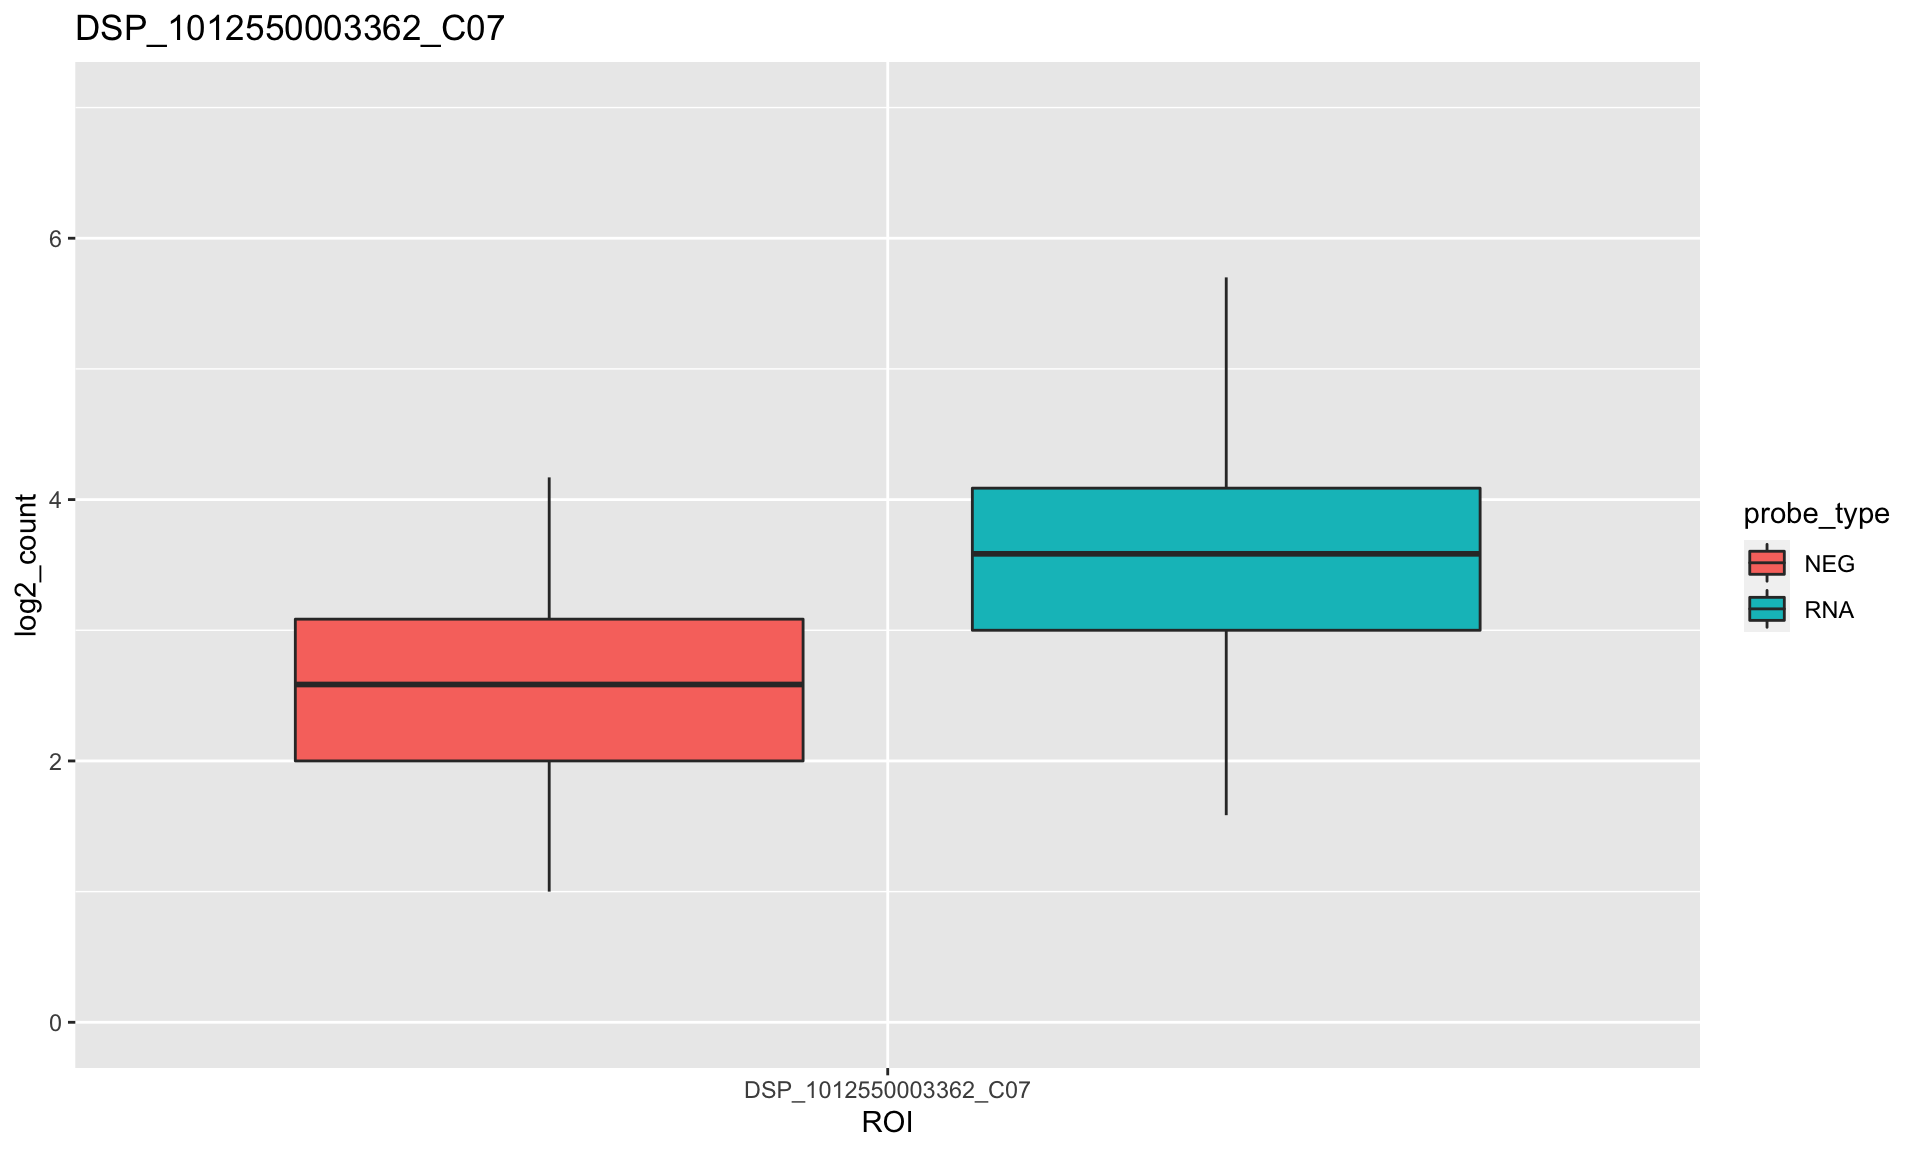 DSP_1012550003362_C07
log2_count
6
4
2
0
DSP_1012550003362_C07
ROI
probe_type
NEG
RNA